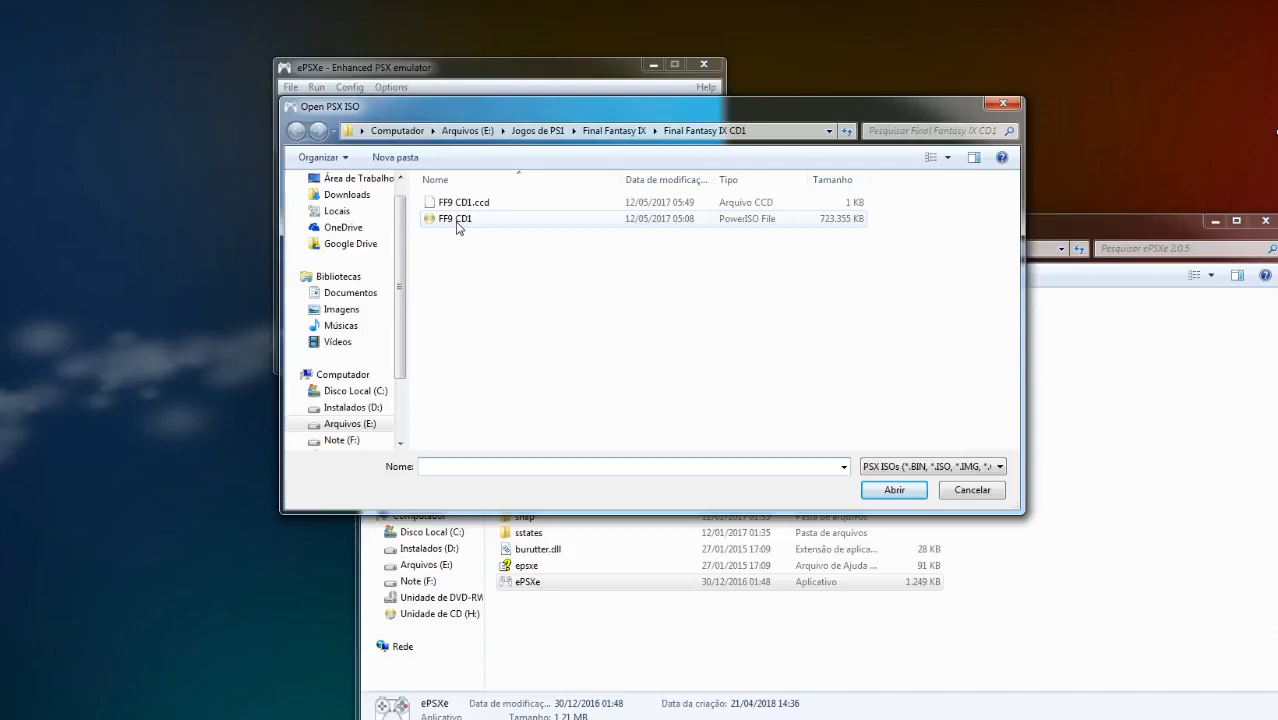 ePSXe - Enhanced PSX emulator
File Run Config Options Help
Open PSX ISO
Computador Arquivos (E:) Jogos de PS1 Final Fantasy IX Final Fantasy IX CD1 Pesquisar Final Fantasy IX CD1
Organizar Nova pasta
Área de Trabalho
Downloads
Locais
OneDrive
Google Drive
Bibliotecas
Documentos
Imagens
Músicas
Vídeos
Computador
Disco Local (C:)
Instalados (D:)
Arquivos (E:)
Note (F:)
Nome Data de modificaç... Tipo Tamanho
FF9 CD1.ccd 12/05/2017 05:49 Arquivo CCD 1 KB
FF9 CD1 12/05/2017 05:08 PowerISO File 723.355 KB
Nome: PSX ISOs (*.BIN, *.ISO, *.IMG, *.
Abrir Cancelar
Pesquisar ePSXe 2.0.5
Computador
Disco Local (C:)
Instalados (D:)
Arquivos (E:)
Note (F:)
Unidade de DVD-RW
Unidade de CD (H:)
Rede
snap 12/01/2017 01:35 Pasta de arquivos
sstates 12/01/2017 01:35 Pasta de arquivos
burutter.dll 27/01/2015 17:09 Extensão de aplica... 28 KB
epsxe 27/01/2015 17:09 Arquivo de Ajuda ... 91 KB
ePSXe 30/12/2016 01:48 Aplicativo 1.249 KB
ePSXe Data de modificaç... 30/12/2016 01:48 Data da criação: 21/04/2018 14:36
Aplicativo Tamanho: 1,21 MB